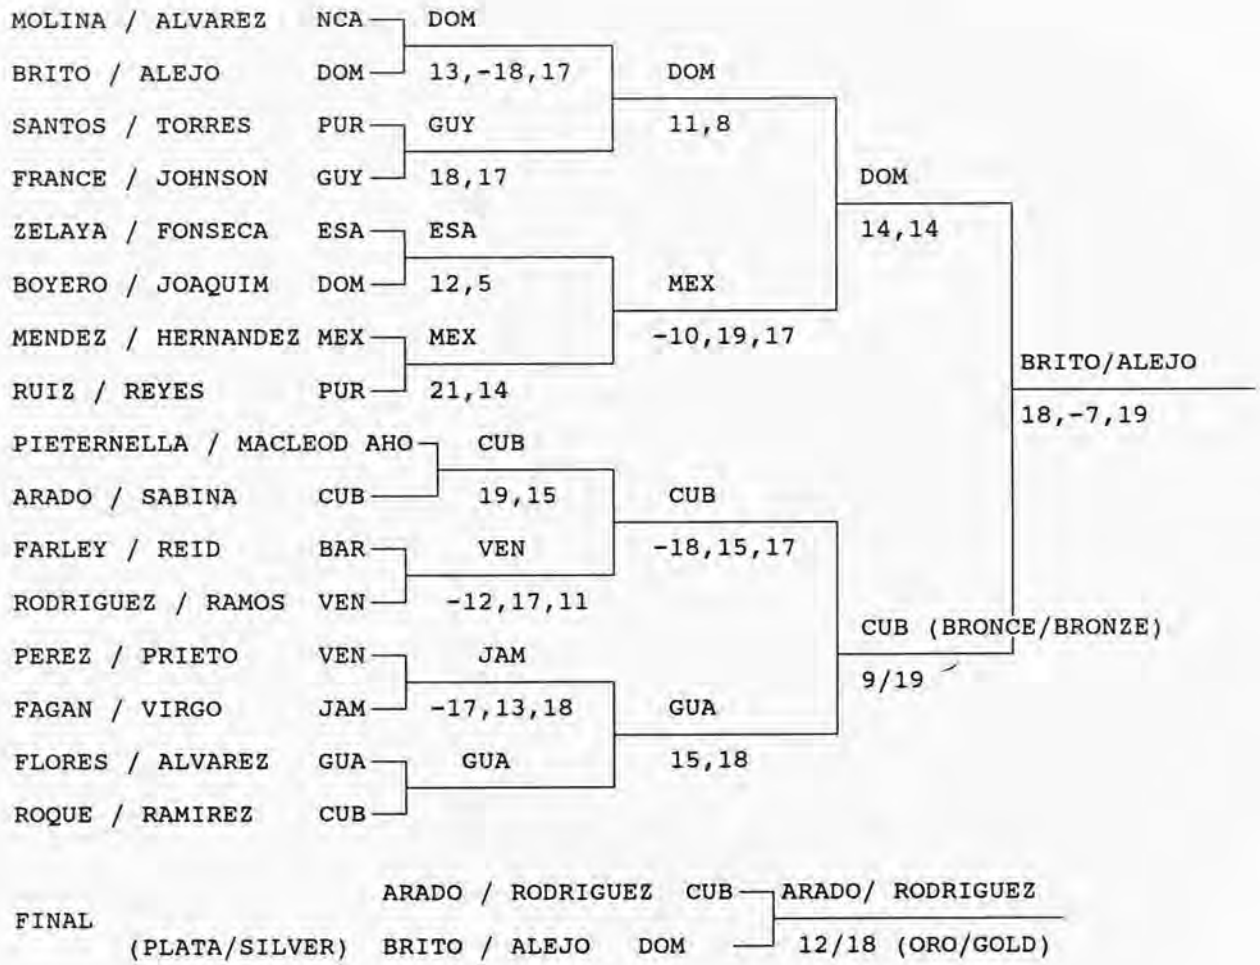 MOLINA / ALVAREZ NCA DOM
BRITO / ALEJO DOM 13,-18,17 DOM
SANTOS / TORRES PUR GUY 11,8
FRANCE / JOHNSON GUY 18,17 DOM
ZELAYA / FONSECA ESA ESA 14,14
BOYERO / JOAQUIM DOM 12,5 MEX
MENDEZ / HERNANDEZ MEX MEX -10,19,17
BRITO/ALEJO
RUIZ / REYES PUR 21,14
18,-7,19
PIETERNELLA / MACLEOD AHO CUB
ARADO / SABINA CUB 19,15 CUB
FARLEY / REID BAR VEN -18,15,17
RODRIGUEZ / RAMOS VEN -12,17,11
CUB (BRONCE/BRONZE)
PEREZ / PRIETO VEN JAM
9/19
FAGAN / VIRGO JAM -17,13,18 GUA
FLORES / ALVAREZ GUA GUA 15,18
ROQUE / RAMIREZ CUB
ARADO / RODRIGUEZ CUB ARADO/ RODRIGUEZ
FINAL
(PLATA/SILVER) BRITO / ALEJO DOM 12/18 (ORO/GOLD)